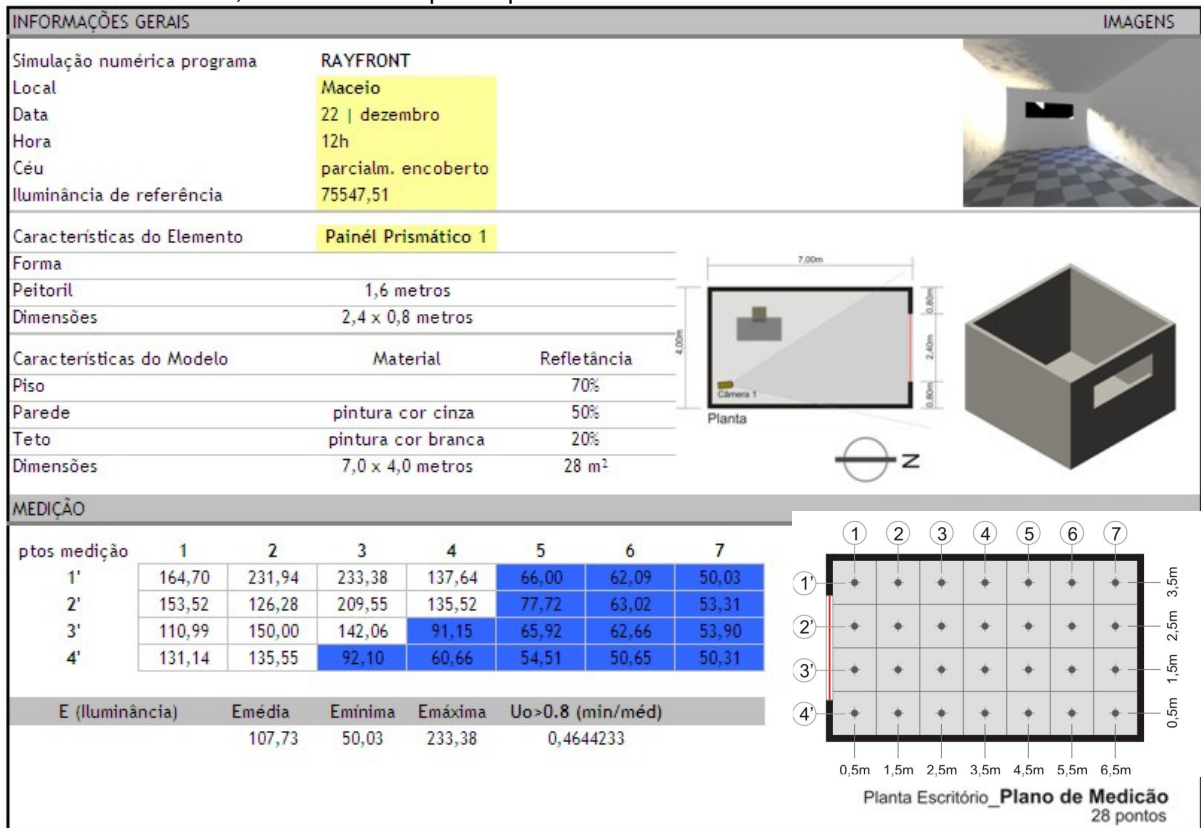 INFORMAÇÕES GERAIS IMAGENS
Simulação numérica programa RAYFRONT
Local Maceio
Data 22 | dezembro
Hora 12h
Céu parcialm. encoberto
Iluminância de referência 75547,51
Características do Elemento Painél Prismático 1
Forma
Peitoril 1,6 metros
Dimensões 2,4 x 0,8 metros
Características do Modelo Material Refletância
Piso 70%
Parede pintura cor cinza 50%
Teto pintura cor branca 20%
Dimensões 7,0 x 4,0 metros 28 m²
7,00m
4,00m
0,80m
2,40m
0,80m
Câmera 1
Planta
N
MEDIÇÃO
ptos medição 1 2 3 4 5 6 7
1' 164,70 231,94 233,38 137,64 66,00 62,09 50,03
2' 153,52 126,28 209,55 135,52 77,72 63,02 53,31
3' 110,99 150,00 142,06 91,15 65,92 62,66 53,90
4' 131,14 135,55 92,10 60,66 54,51 50,65 50,31
E (Iluminância) Emédia Emínima Emáxima Uo>0.8 (min/méd)
107,73 50,03 233,38 0,4644233
1 2 3 4 5 6 7
1' 3,5m
2' 2,5m
3' 1,5m
4' 0,5m
0,5m 1,5m 2,5m 3,5m 4,5m 5,5m 6,5m
Planta Escritório_Plano de Medicão
28 pontos